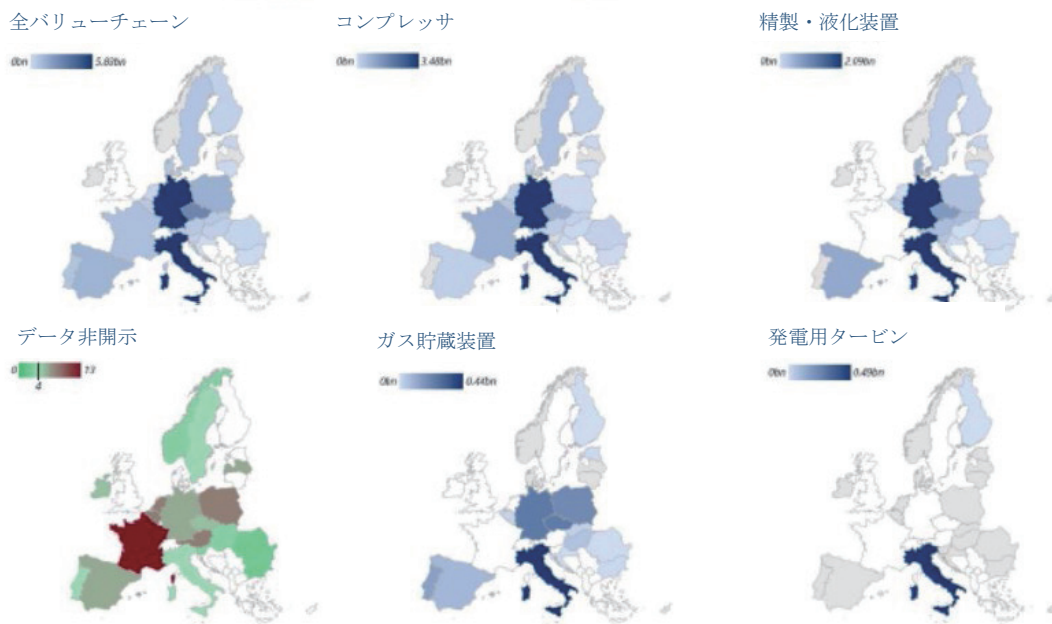 全バリューチェーン
コンプレッサ
精製・液化装置
0bn 5.83bn
0bn 3.48bn
0bn 2.09bn
データ非開示
ガス貯蔵装置
発電用タービン
0 13
4
0bn 0.44bn
0bn 0.49bn